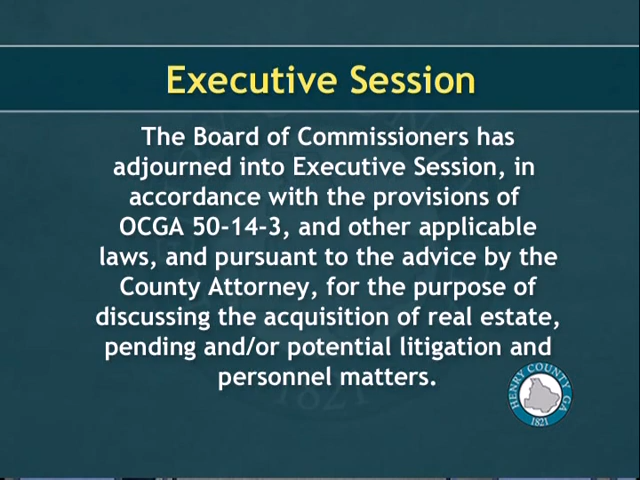 Executive Session
The Board of Commissioners has
adjourned into Executive Session, in
accordance with the provisions of
OCGA 50-14-3, and other applicable
laws, and pursuant to the advice by the
County Attorney, for the purpose of
discussing the acquisition of real estate,
pending and/or potential litigation and
personnel matters.
HENRY COUNTY GA
1821
1821